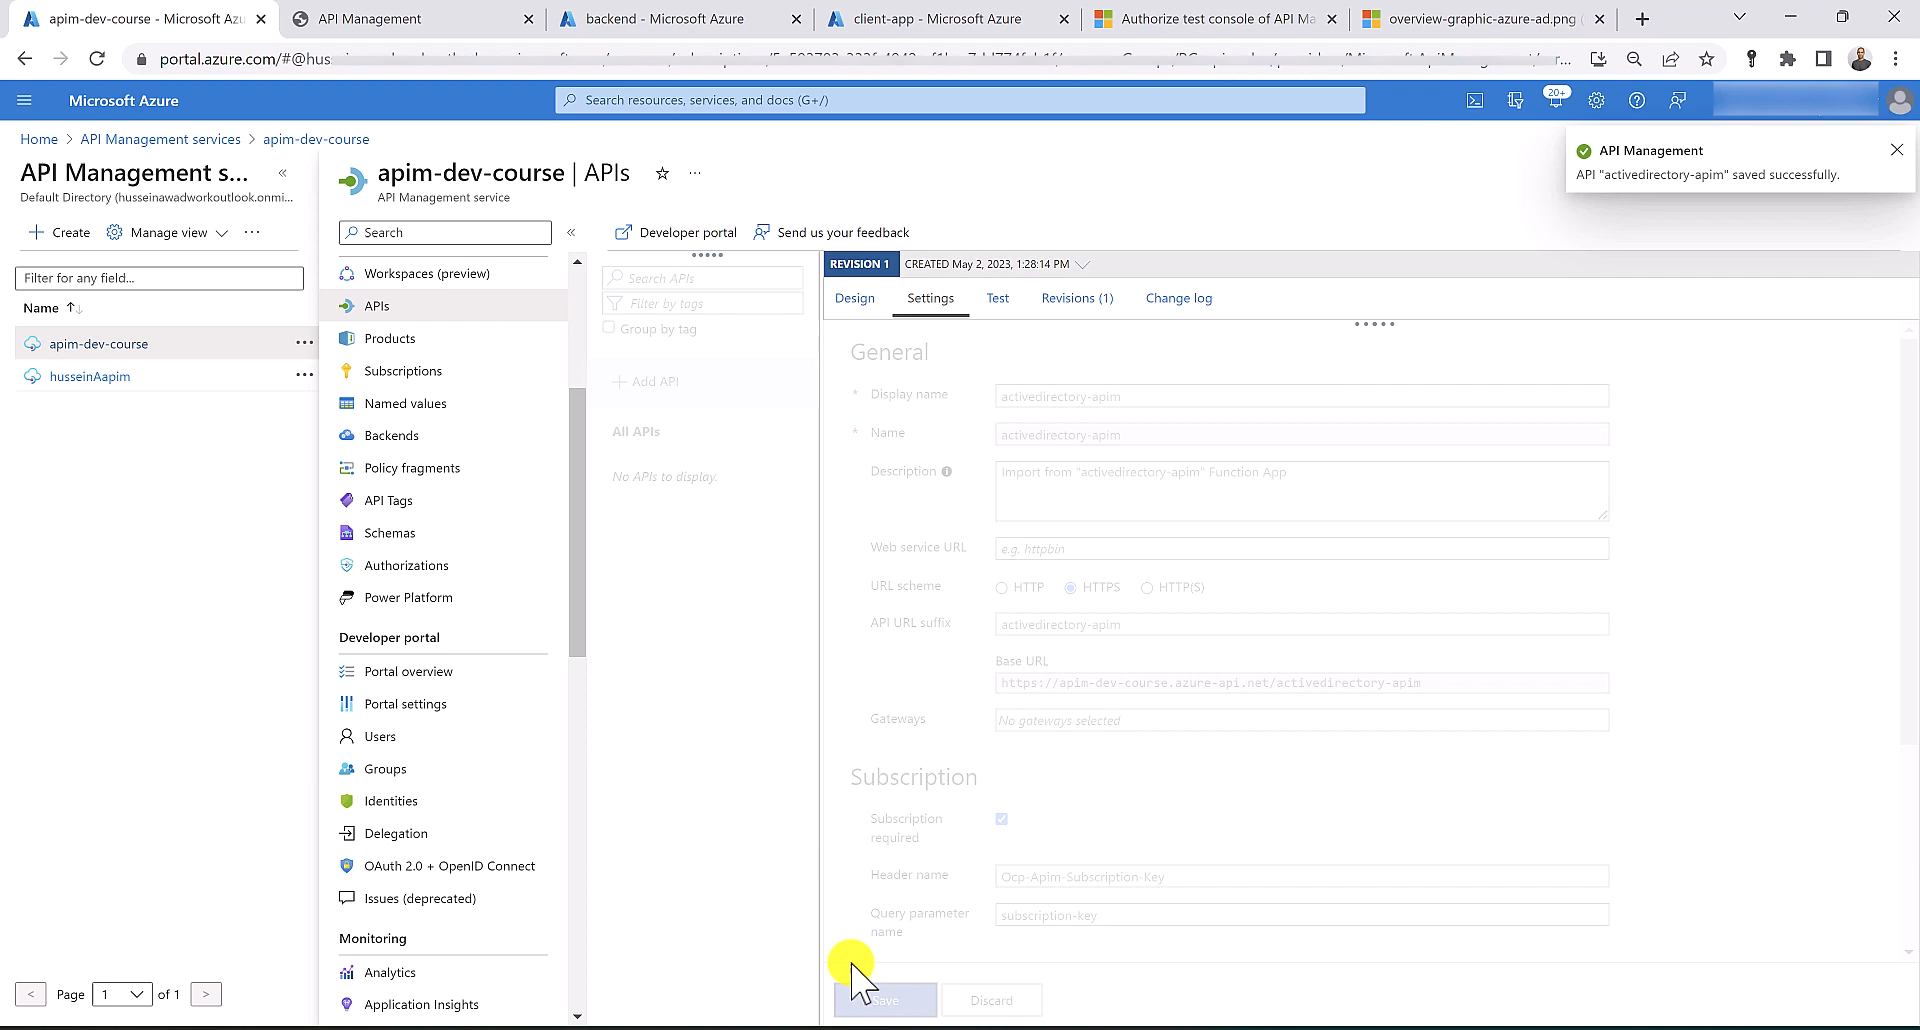 apim-dev-course - Microsoft Azu
API Management
backend - Microsoft Azure
client-app - Microsoft Azure
Authorize test console of API Ma
overview-graphic-azure-ad.png (
portal.azure.com/#@hus
Microsoft Azure
Search resources, services, and docs (G+/)
20+
Home > API Management services > apim-dev-course
API Management
API "activedirectory-apim" saved successfully.
API Management s... «
Default Directory (husseinawadworkoutlook.onmi...
+ Create
Manage view
...
Filter for any field...
Name ↑↓
apim-dev-course ...
husseinAapim ...
< Page 1 of 1 >
apim-dev-course | APIs ...
API Management service
Search «
Workspaces (preview)
APIs
Products
Subscriptions
Named values
Backends
Policy fragments
API Tags
Schemas
Authorizations
Power Platform
Developer portal
Portal overview
Portal settings
Users
Groups
Identities
Delegation
OAuth 2.0 + OpenID Connect
Issues (deprecated)
Monitoring
Analytics
Application Insights
Developer portal
Send us your feedback
Search APIs
Filter by tags
Group by tag
+ Add API
All APIs
No APIs to display.
REVISION 1 CREATED May 2, 2023, 1:28:14 PM
Design
Settings
Test
Revisions (1)
Change log
General
* Display name activedirectory-apim
* Name activedirectory-apim
Description Import from "activedirectory-apim" Function App
Web service URL e.g. httpbin
URL scheme HTTP HTTPS HTTP(S)
API URL suffix activedirectory-apim
Base URL
https://apim-dev-course.azure-api.net/activedirectory-apim
Gateways No gateways selected
Subscription
Subscription
required
Header name Ocp-Apim-Subscription-Key
Query parameter subscription-key
name
Save
Discard